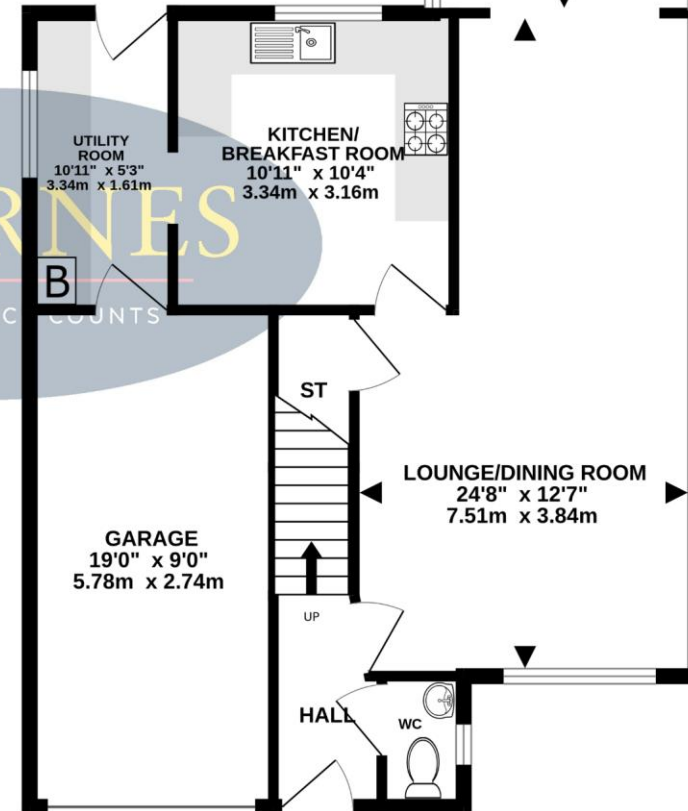 UTILITY
ROOM
10'11" x 5'3"
3.34m x 1.61m
KITCHEN/
BREAKFAST ROOM
10'11" x 10'4"
3.34m x 3.16m
RNES
B
COUNTS
ST
LOUNGE/DINING ROOM
24'8" x 12'7"
7.51m x 3.84m
GARAGE
19'0" x 9'0"
5.78m x 2.74m
UP
HALL
WC